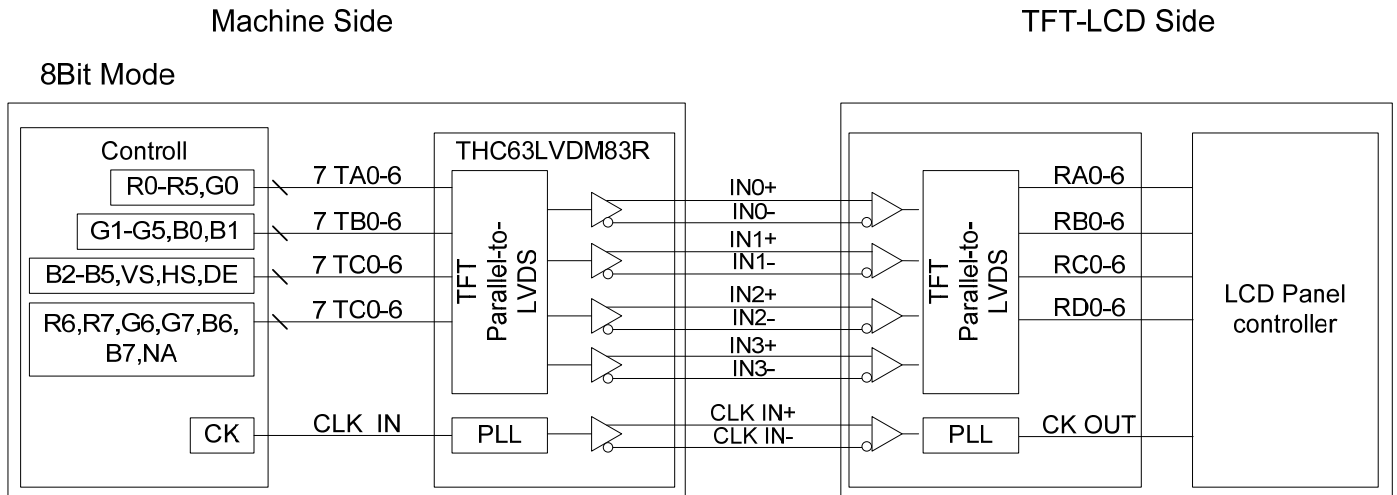 Machine Side
TFT-LCD Side
8Bit Mode
Controll
THC63LVDM83R
R0-R5,G0
7 TA0-6
IN0+
IN0-
RA0-6
G1-G5,B0,B1
7 TB0-6
IN1+
IN1-
RB0-6
B2-B5,VS,HS,DE
7 TC0-6
IN2+
IN2-
RC0-6
R6,R7,G6,G7,B6,
B7,NA
7 TC0-6
IN3+
IN3-
RD0-6
TFT
Parallel-to-
LVDS
TFT
Parallel-to-
LVDS
LCD Panel
controller
CK
CLK IN
PLL
CLK IN+
CLK IN-
PLL
CK OUT